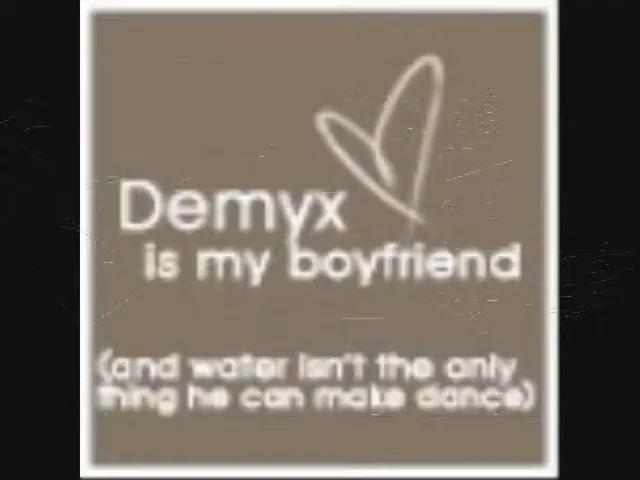 Demyx
is my boyfriend
(and water isn't the only
thing he can make dance)